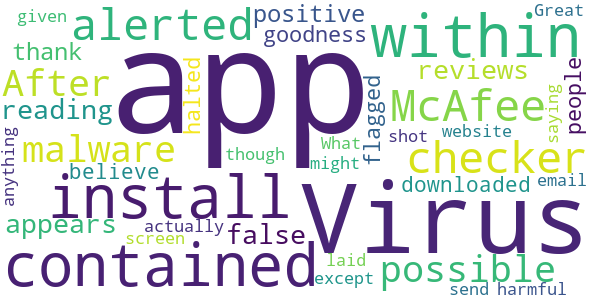 given
alerted
positive
within
Great
thank
goodness
After
halted
app
reviews
people
reading
McAfee
flagged
saying
malware
shot
website
anything
believe
though
What
might
checker
install
Virus
downloaded
email
appears
actually
false
screen
laid
possible
contained
except
send
harmful